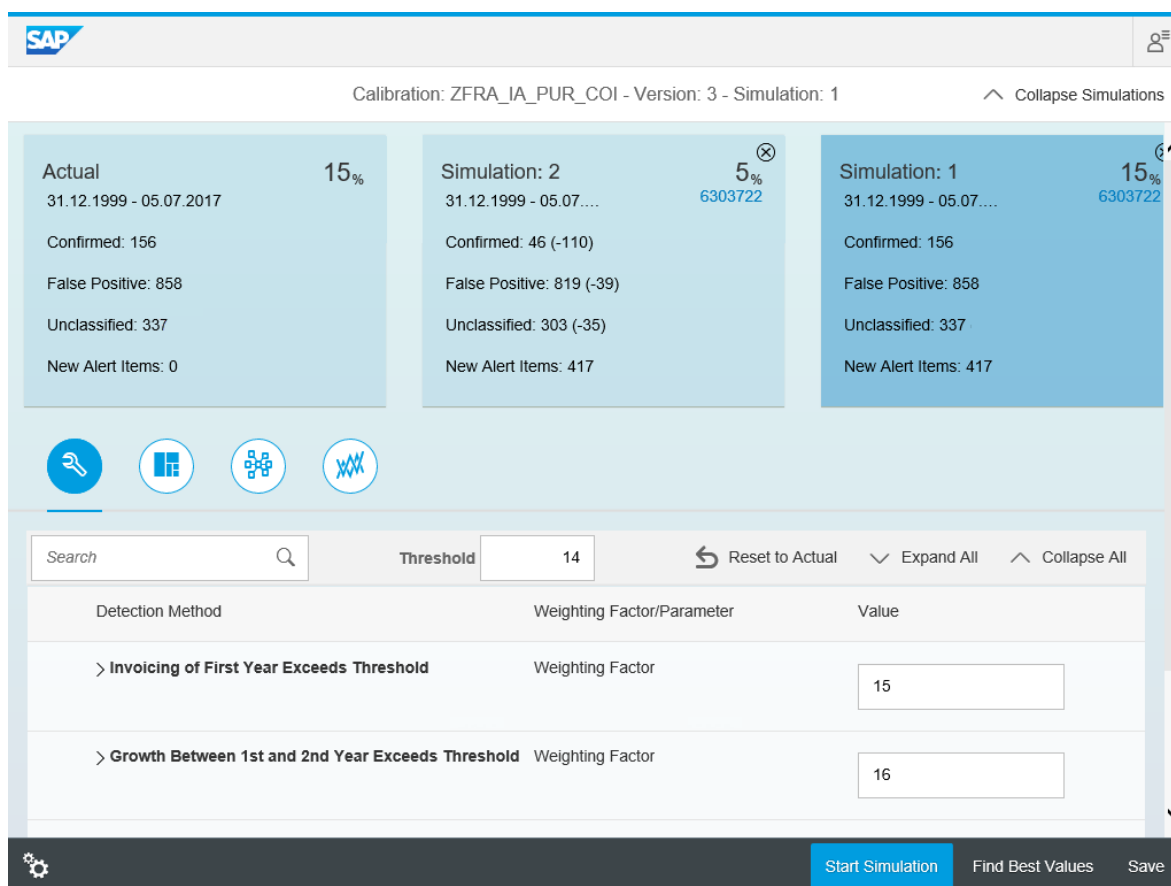 SAP
Calibration: ZFRA_IA_PUR_COI - Version: 3 - Simulation: 1
Collapse Simulations
Actual 15%
31.12.1999 - 05.07.2017
Confirmed: 156
False Positive: 858
Unclassified: 337
New Alert Items: 0
Simulation: 2 5%
31.12.1999 - 05.07.... 6303722
Confirmed: 46 (-110)
False Positive: 819 (-39)
Unclassified: 303 (-35)
New Alert Items: 417
Simulation: 1 15%
31.12.1999 - 05.07.... 6303722
Confirmed: 156
False Positive: 858
Unclassified: 337
New Alert Items: 417
Search Threshold 14 Reset to Actual Expand All Collapse All
Detection Method Weighting Factor/Parameter Value
Invoicing of First Year Exceeds Threshold Weighting Factor 15
Growth Between 1st and 2nd Year Exceeds Threshold Weighting Factor 16
Start Simulation Find Best Values Save